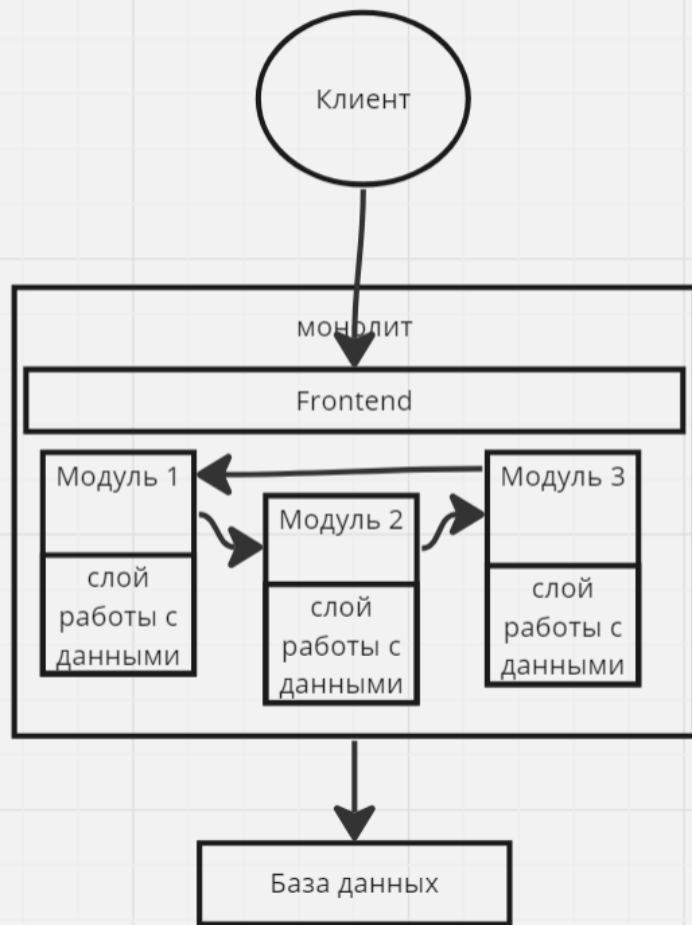 Клиент
монолит
Frontend
Модуль 1
слой
работы с
данными
Модуль 2
слой
работы с
данными
Модуль 3
слой
работы с
данными
База данных